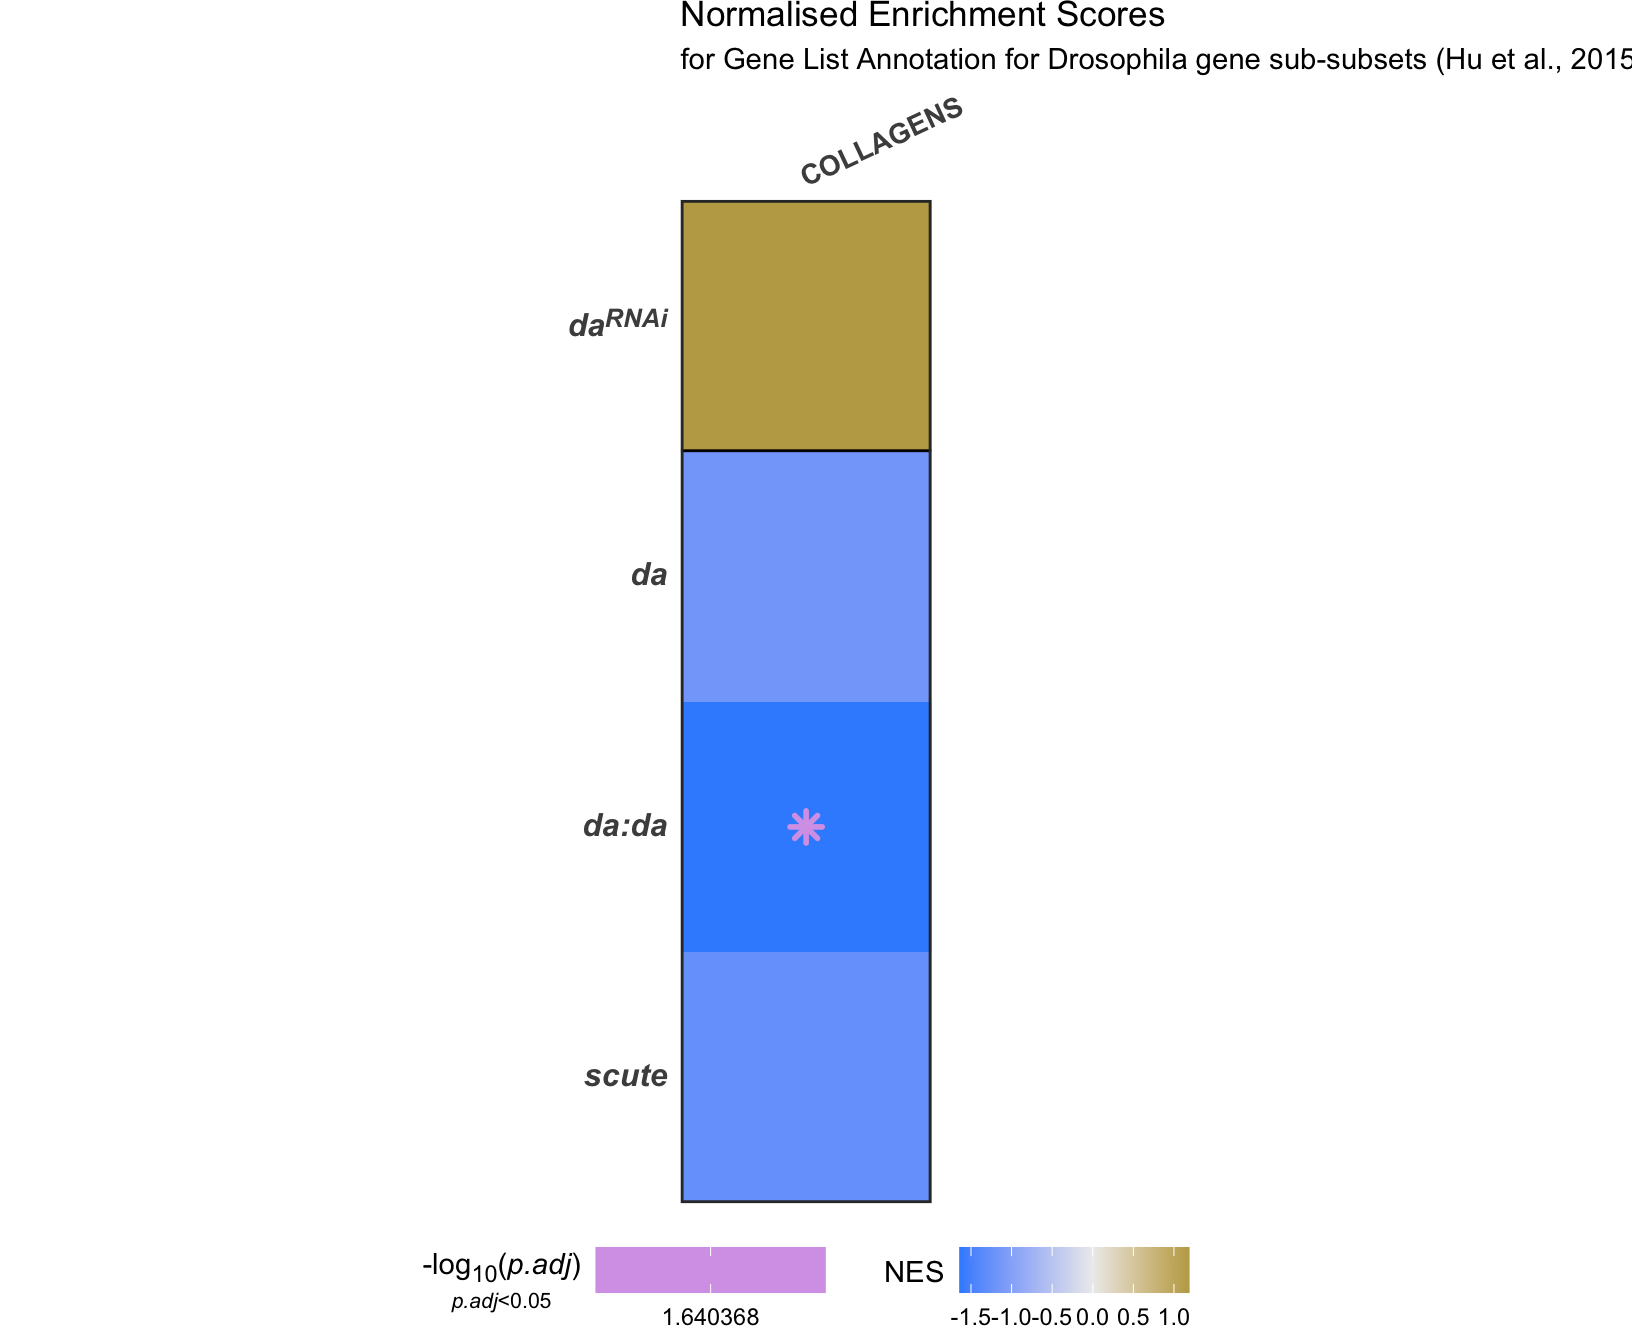 Normalised Enrichment Scores
for Gene List Annotation for Drosophila gene sub-subsets (Hu et al., 2015
COLLAGENS
daRNAi
da
da:da
scute
-log10(p.adj)
p.adj<0.05
1.640368
NES
-1.5 -1.0 -0.5 0.0 0.5 1.0